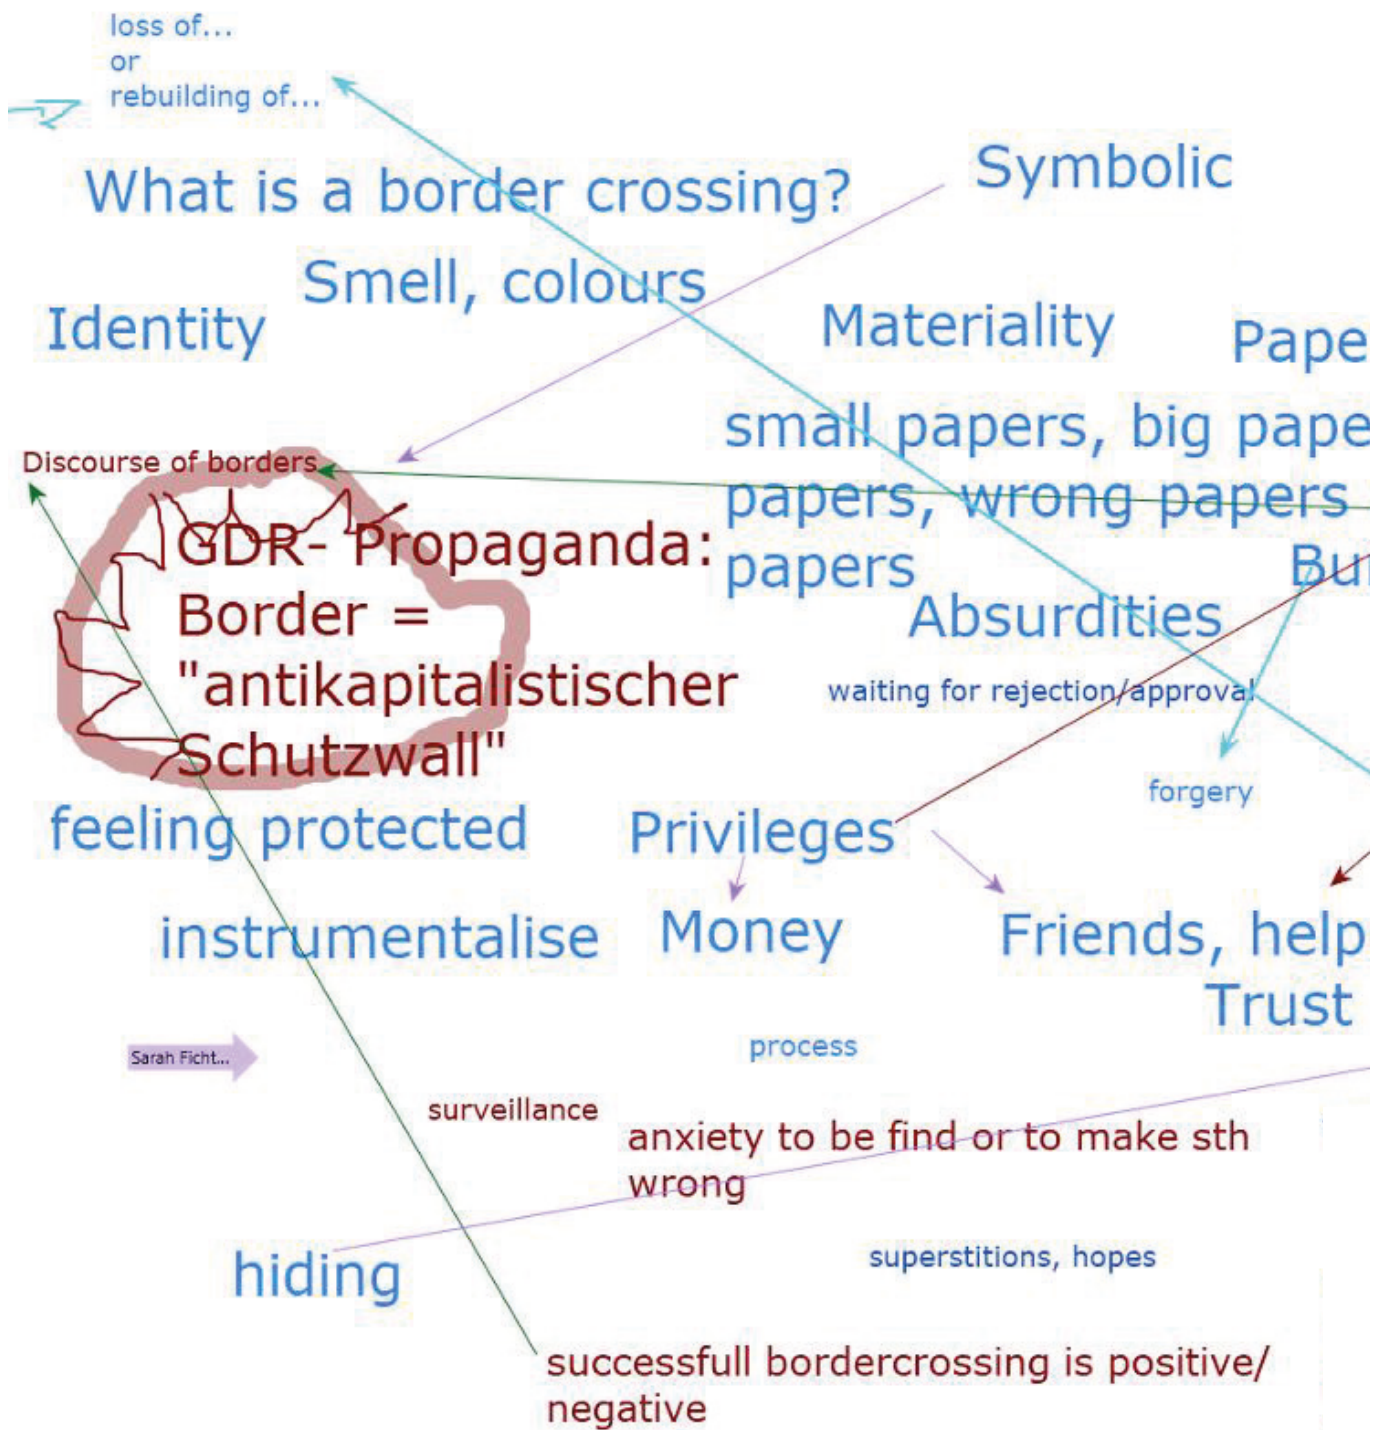 loss of...
or
rebuilding of...
What is a border crossing?
Symbolic
Smell, colours
Identity
Materiality
Pape
small papers, big pape
papers, wrong papers
papers
Discourse of borders
GDR- Propaganda:
Border =
"antikapitalistischer
Schutzwall"
Bu
Absurdities
waiting for rejection/approval
forgery
feeling protected
Privileges
instrumentalise
Money
Friends, help
Trust
Sarah Ficht...
process
surveillance
anxiety to be find or to make sth
wrong
hiding
superstitions, hopes
successfull bordercrossing is positive/
negative